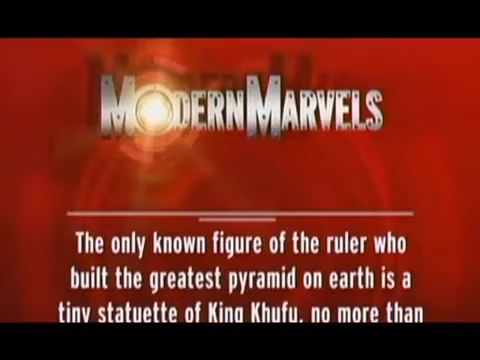 MODERN MARVELS
The only known figure of the ruler who
built the greatest pyramid on earth is a
tiny statuette of King Khufu, no more than